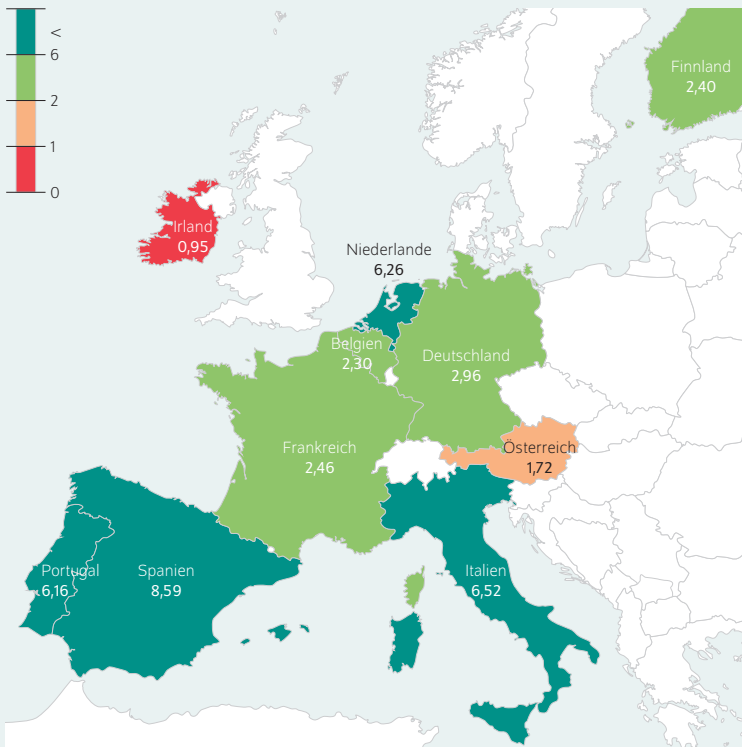 <
6
2
1
0
Finnland
2,40
Irland
0,95
Niederlande
6,26
Belgien
2,30
Deutschland
2,96
Frankreich
2,46
Österreich
1,72
Portugal
6,16
Spanien
8,59
Italien
6,52